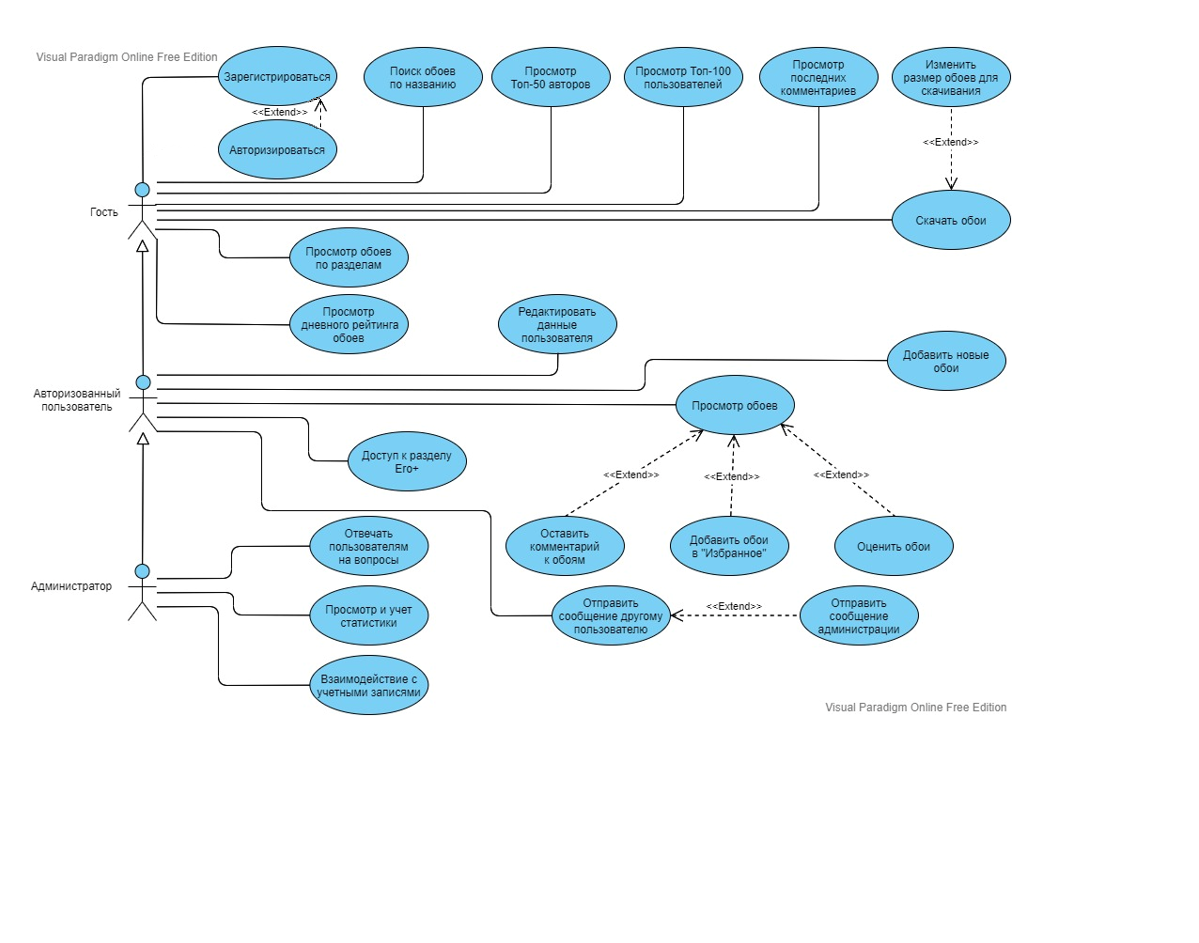 Visual Paradigm Online Free Edition
Зарегистрироваться
<<Extend>>
Авторизироваться
Поиск обоев
по названию
Просмотр
Топ-50 авторов
Просмотр Топ-100
пользователей
Просмотр
последних
комментариев
Изменить
размер обоев для
скачивания
<<Extend>>
Скачать обои
Гость
Просмотр обоев
по разделам
Просмотр
дневного рейтинга
обоев
Редактировать
данные
пользователя
Добавить новые
обои
Авторизованный
пользователь
Просмотр обоев
Доступ к разделу
Ero+
<<Extend>>
<<Extend>>
<<Extend>>
Оставить
комментарий
к обоям
Добавить обои
в "Избранное"
Оценить обои
Администратор
Отвечать
пользователям
на вопросы
Просмотр и учет
статистики
Отправить
сообщение другому
пользователю
<<Extend>>
Отправить
сообщение
администрации
Взаимодействие с
учетными записями
Visual Paradigm Online Free Edition